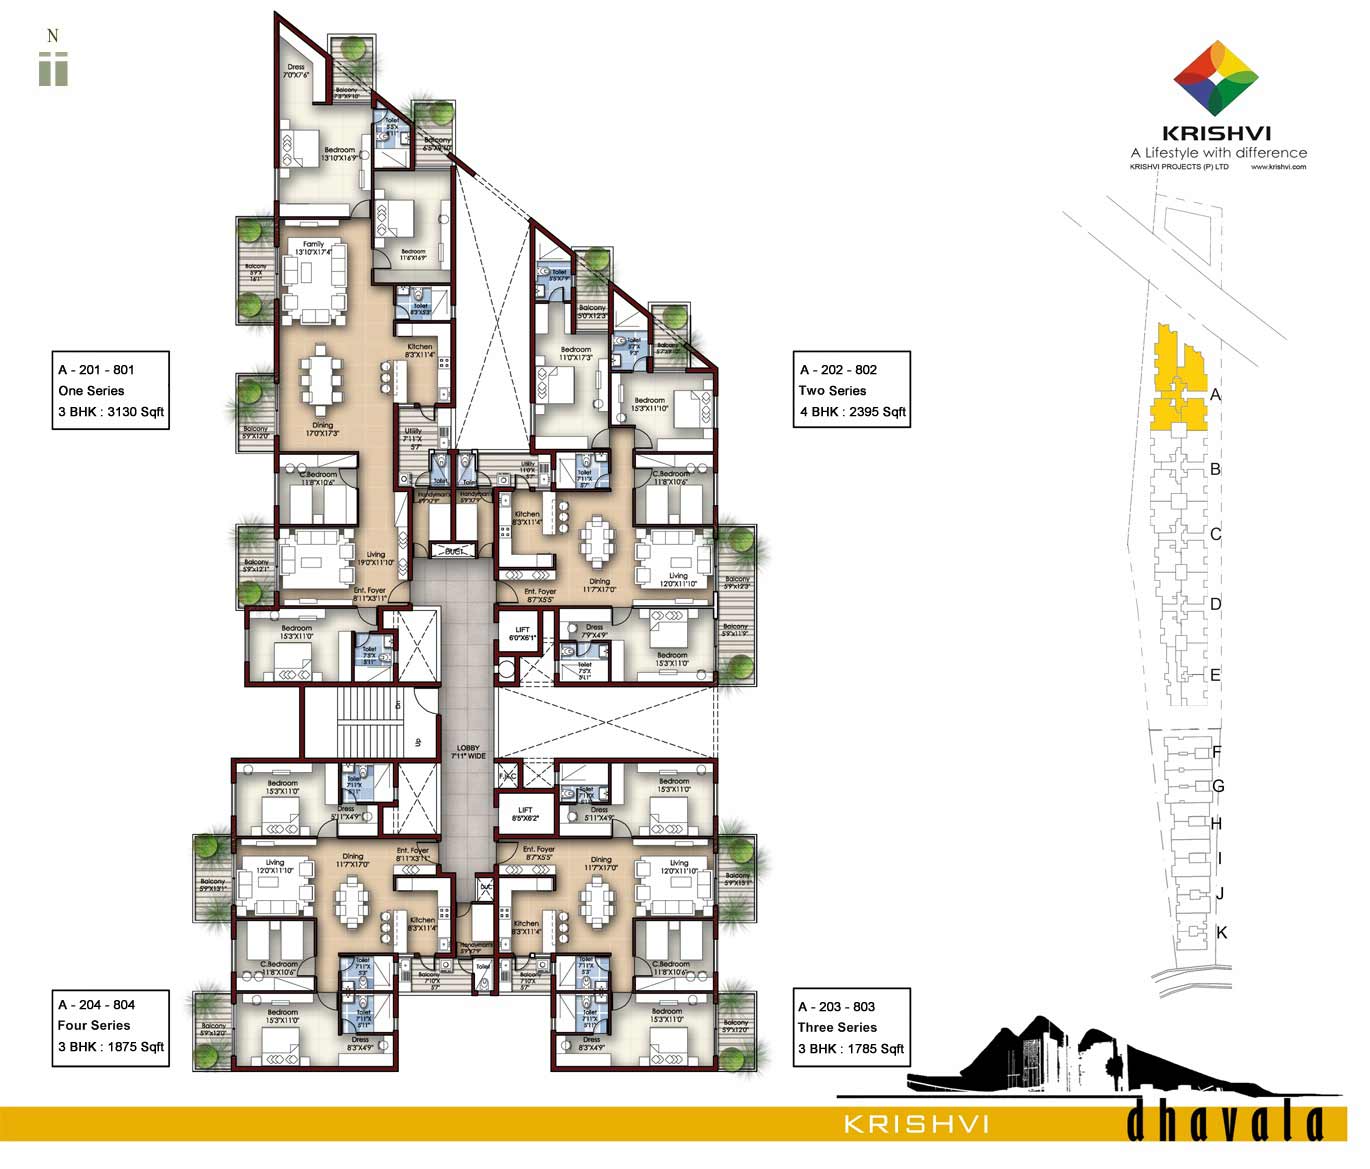 N
KRISHVI
A Lifestyle with difference
KRISHVI PROJECTS (P) LTD www.krishvi.com
A - 201 - 801
One Series
3 BHK : 3130 Sqft
A - 202 - 802
Two Series
4 BHK : 2395 Sqft
A - 204 - 804
Four Series
3 BHK : 1875 Sqft
A - 203 - 803
Three Series
3 BHK : 1785 Sqft
Dress
7'0"X7'6"
Balcony
Toilet
Bedroom
13'10"X16'9"
Balcony
Bedroom
11'6"X16'9"
Family
13'10"X17'4"
Balcony
5'9"X
16'1"
Toilet
8'3"X5'3"
Kitchen
8'3"X11'4"
Dining
17'0"X17'3"
Balcony
5'9"X12'0"
Utility
7'11"X
5'7"
Toilet
C.Bedroom
11'8"X10'6"
Handyman's
Living
19'0"X11'10"
Balcony
5'9"x12'1"
Ent. Foyer
8'11"X3'11"
Bedroom
15'3"X11'0"
Toilet
7'5"X
5'11"
DUCT
Toilet
5'5"X7'9"
Balcony
5'0"X12'3"
Toilet
Balcony
Bedroom
11'0"X17'3"
Bedroom
15'3"X11'10"
Utility
11'0"X
5'7"
Toilet
Toilet
7'11"X
5'7"
C.Bedroom
11'8"X10'6"
Handyman's
Kitchen
8'3"X11'4"
Dining
11'7"X17'0"
Living
12'0"X11'10"
Balcony
5'9"x12'3"
Ent. Foyer
8'7"X5'5"
LIFT
6'0"X6'1"
Dress
7'9"X4'9"
Toilet
7'5"X
5'11"
Bedroom
15'3"X11'0"
Balcony
5'9"x11'9"
Dn
Up
LOBBY
7'11" WIDE
Bedroom
15'3"X11'0"
Toilet
7'11"X
5'11"
Dress
5'11"X4'9"
LIFT
8'5"X6'2"
Toilet
Dress
5'11"X4'9"
Bedroom
15'3"X11'0"
Living
12'0"X11'10"
Dining
11'7"X17'0"
Ent. Foyer
8'11"X3'11"
Ent. Foyer
8'7"X5'5"
Dining
11'7"X17'0"
Living
12'0"X11'10"
Balcony
5'9"X13'1"
Balcony
5'9"X13'1"
Kitchen
8'3"X11'4"
Kitchen
8'3"X11'4"
Handyman's
5'9"X7'9"
Toilet
C.Bedroom
11'8"X10'6"
Toilet
7'11"X
5'3"
Balcony
7'10"X
5'7"
Balcony
7'10"X
5'7"
Toilet
7'11"X
5'3"
C.Bedroom
11'8"X10'6"
Balcony
5'9"x12'0"
Bedroom
15'3"X11'0"
Toilet
7'11"X
5'11"
Dress
8'3"X4'9"
Toilet
7'11"X
5'11"
Dress
8'3"X4'9"
Bedroom
15'3"X11'0"
Balcony
5'9"X12'0"
A
B
C
D
E
F
G
H
I
J
K
KRISHVI
dhavala